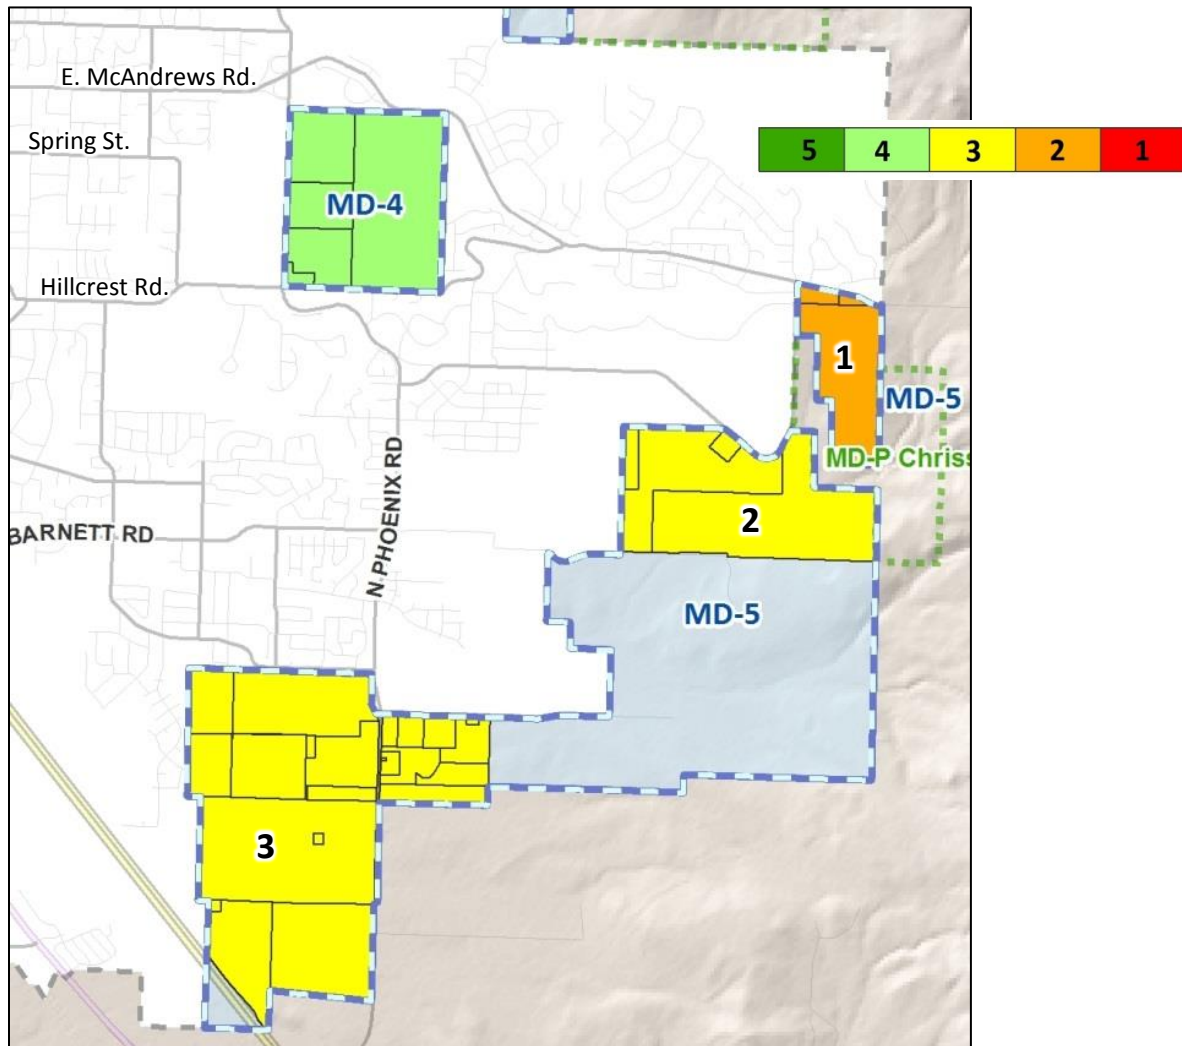 E. McAndrews Rd.
Spring St.
5 4 3 2 1
MD-4
Hillcrest Rd.
1
MD-5
N PHOENIX RD
MD-P Chriss
2
BARNETT RD
MD-5
3